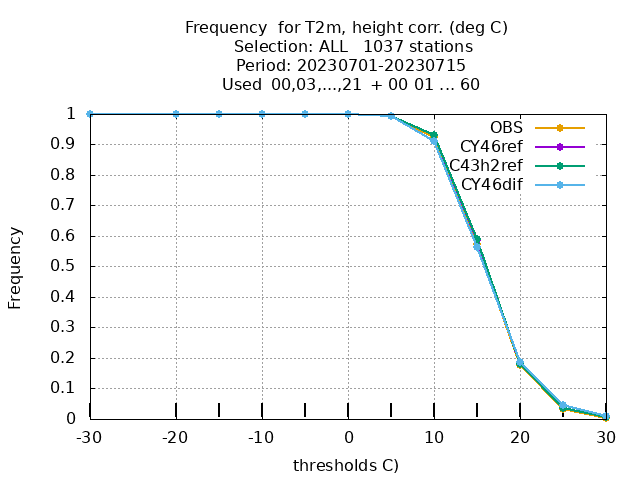 Frequency  for T2m, height corr. (deg C)
Selection: ALL   1037 stations
Period: 20230701-20230715
Used  00,03,...,21  + 00 01 ... 60
OBS
CY46ref
C43h2ref
CY46dif
1
0.9
0.8
0.7
0.6
0.5
0.4
0.3
0.2
0.1
0
Frequency
-30
-20
-10
0
10
20
30
thresholds C)